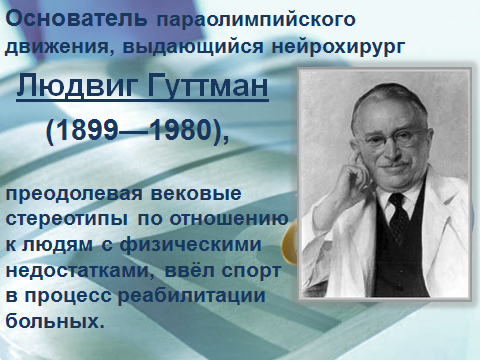 Основатель параолимпийского
движения, выдающийся нейрохирург
Людвиг Гуттман
(1899—1980),
преодолевая вековые
стереотипы по отношению
к людям с физическими
недостатками, ввёл спорт
в процесс реабилитации
больных.